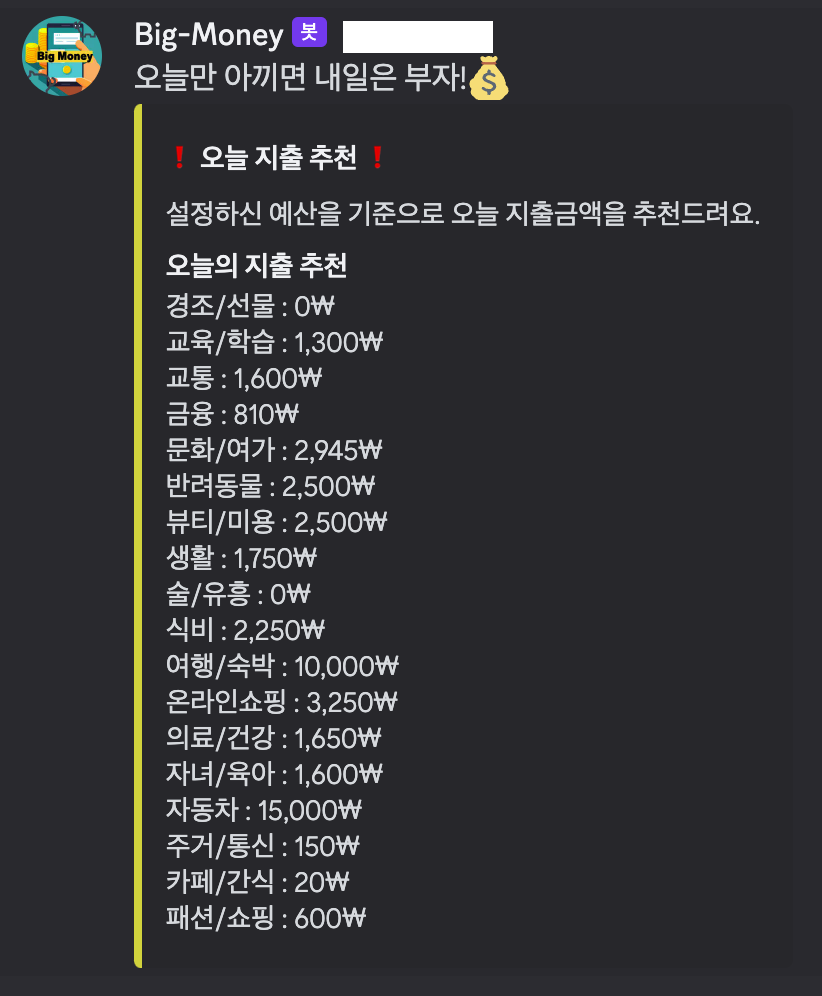 Big-Money 봇
Big Money
오늘만 아끼면 내일은 부자!💰
❗ 오늘 지출 추천 ❗
설정하신 예산을 기준으로 오늘 지출금액을 추천드려요.
오늘의 지출 추천
경조/선물 : 0₩
교육/학습 : 1,300₩
교통 : 1,600₩
금융 : 810₩
문화/여가 : 2,945₩
반려동물 : 2,500₩
뷰티/미용 : 2,500₩
생활 : 1,750₩
술/유흥 : 0₩
식비 : 2,250₩
여행/숙박 : 10,000₩
온라인쇼핑 : 3,250₩
의료/건강 : 1,650₩
자녀/육아 : 1,600₩
자동차 : 15,000₩
주거/통신 : 150₩
카페/간식 : 20₩
패션/쇼핑 : 600₩